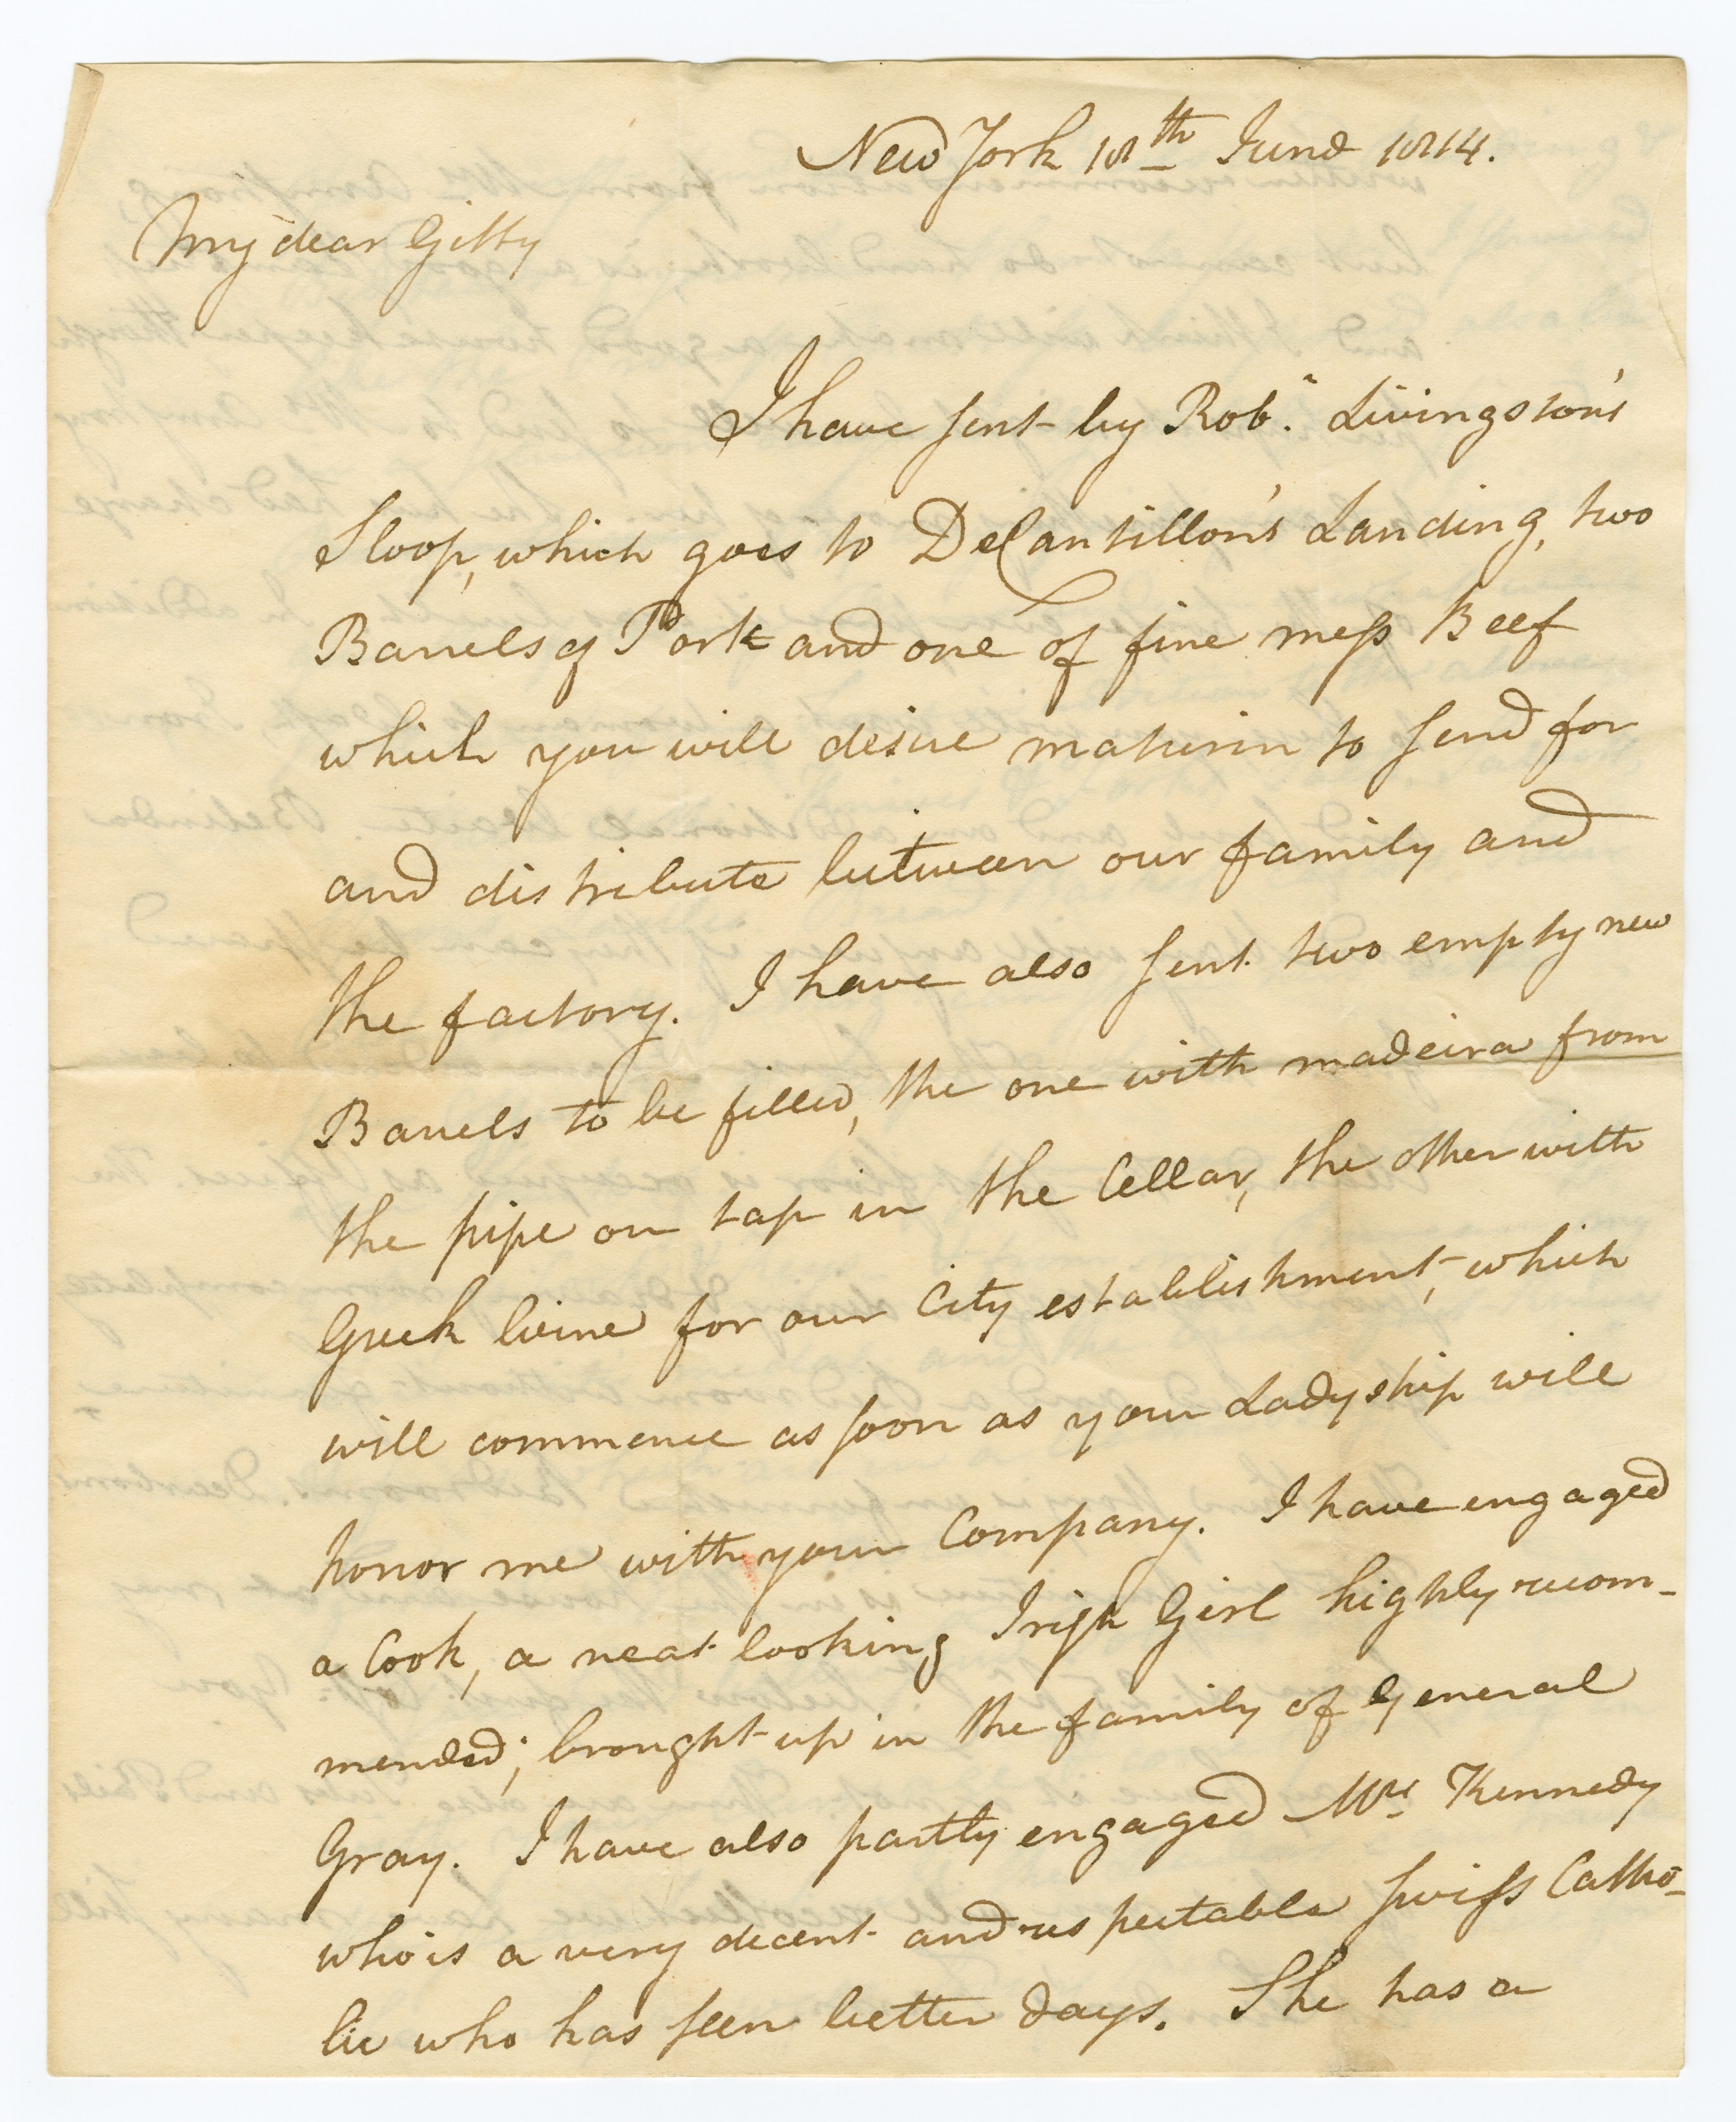 New York 18th June 1814.
My dear Gitty
I have sent by Robt. Livingston's
Sloop, which goes to DeCantillon's Landing, two
Barrels of Pork and one of fine mess Beef
which you will desire maturin to send for
and distribute between our family and
the factory. I have also sent two empty new
Barrels to be filled, the one with madeira from
the pipe on tap in the Cellar, the other with
Greek Wine for our City establishment, which
will commence as soon as your Ladyship will
honor me with your Company. I have engaged
a Cook, a neat looking Irish Girl highly recom-
mended; brought up in the family of General
Gray. I have also partly engaged Mrs. Kennedy
who is a very decent and respectable Swiss Catho-
lic who has seen better days. She has a